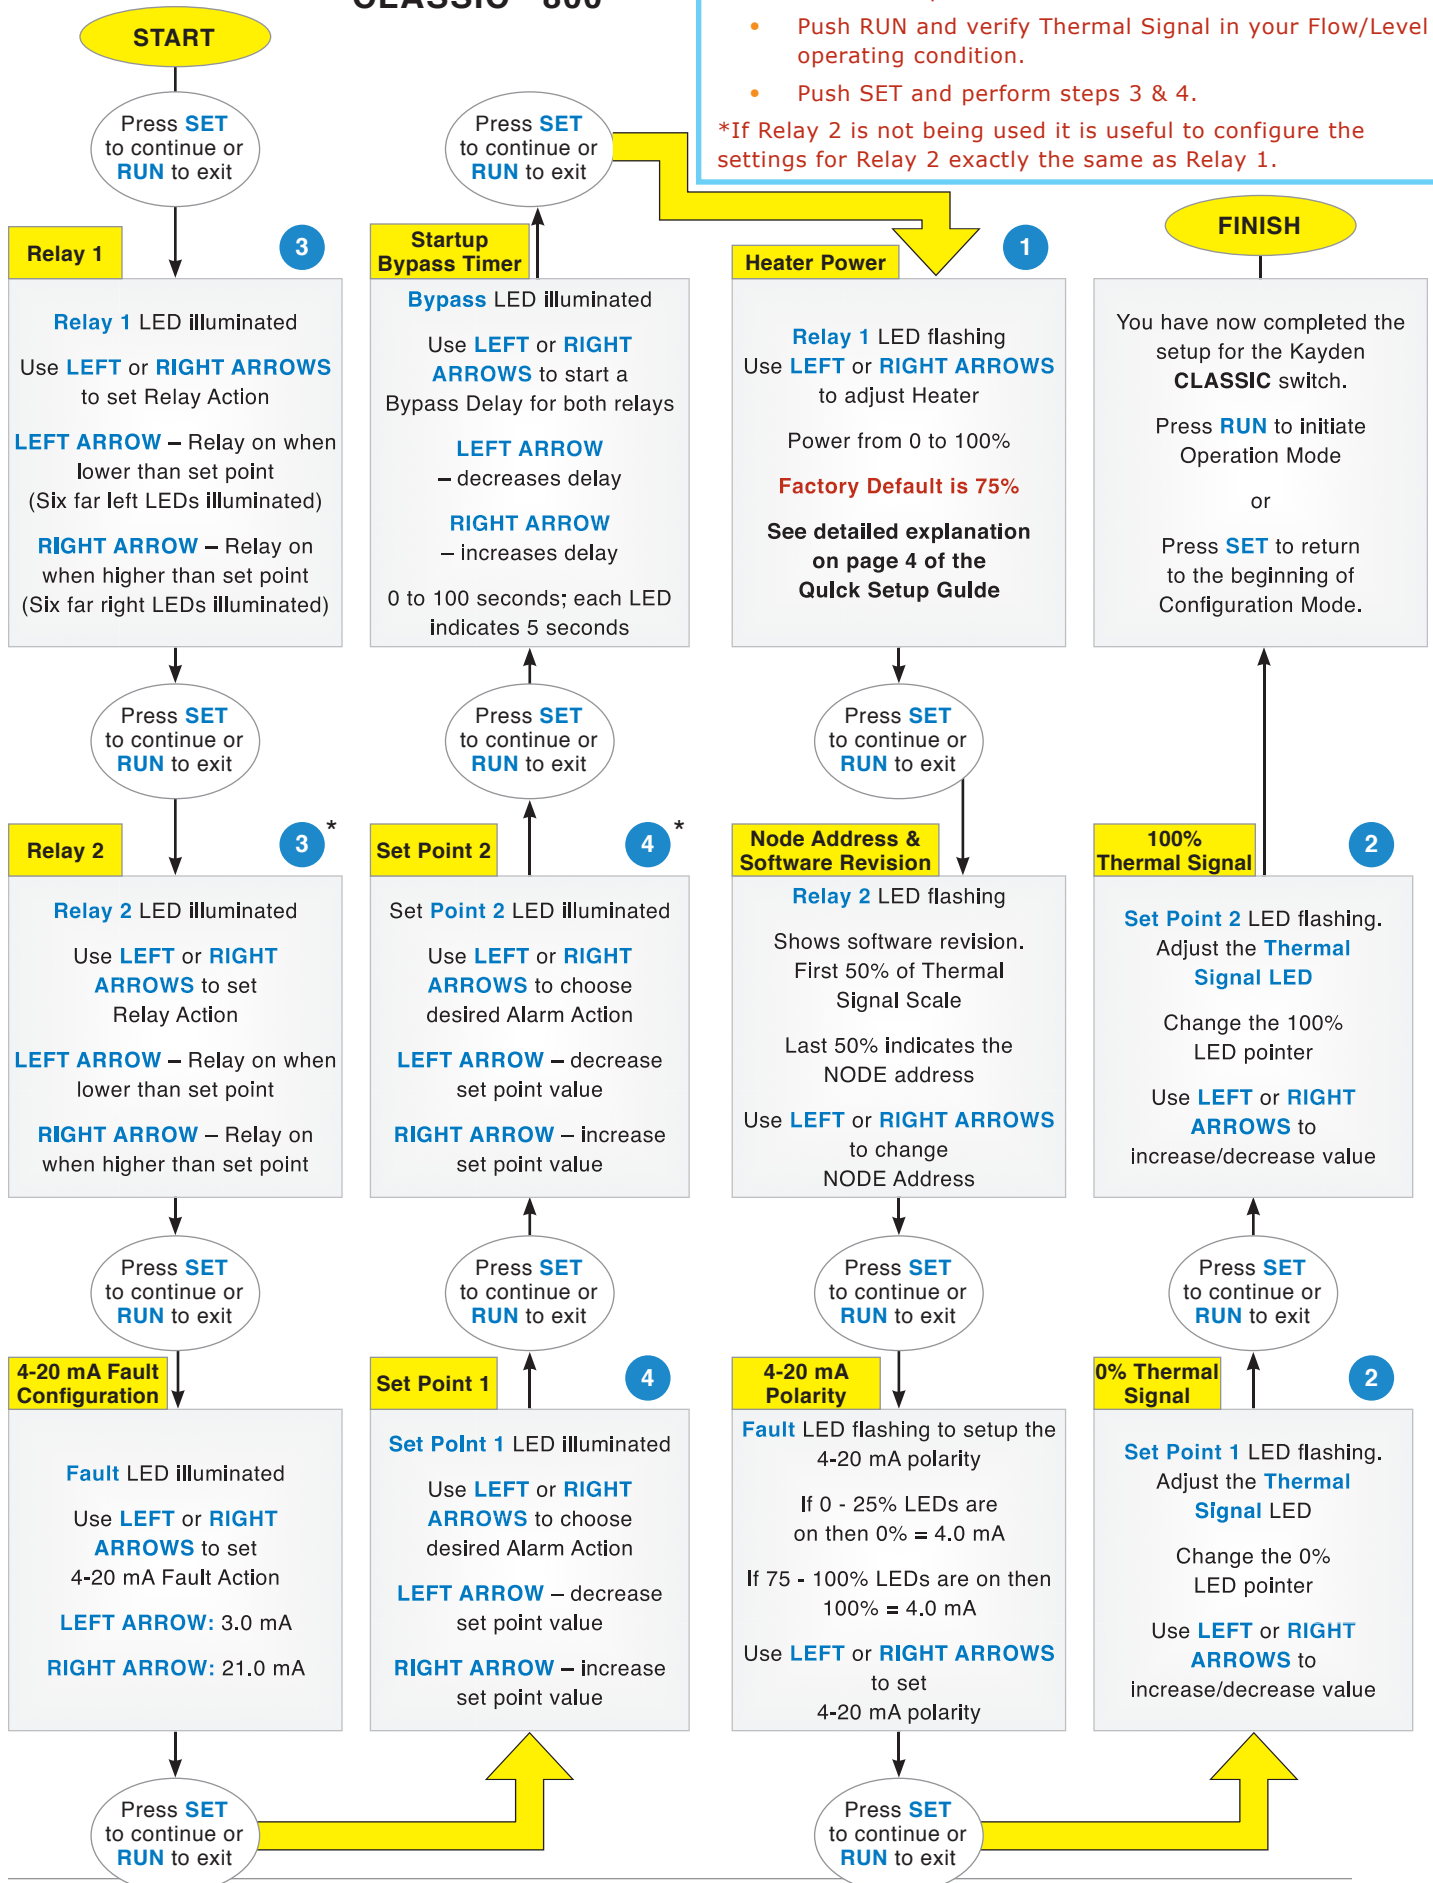 CLASSIC 800
START
Press SET
to continue or
RUN to exit
Relay 1
3
Relay 1 LED illuminated
Use LEFT or RIGHT ARROWS
to set Relay Action
LEFT ARROW – Relay on when
lower than set point
(Six far left LEDs illuminated)
RIGHT ARROW – Relay on
when higher than set point
(Six far right LEDs illuminated)
Press SET
to continue or
RUN to exit
Relay 2
3 *
Relay 2 LED illuminated
Use LEFT or RIGHT
ARROWS to set
Relay Action
LEFT ARROW – Relay on when
lower than set point
RIGHT ARROW – Relay on
when higher than set point
Press SET
to continue or
RUN to exit
4-20 mA Fault
Configuration
Fault LED illuminated
Use LEFT or RIGHT
ARROWS to set
4-20 mA Fault Action
LEFT ARROW: 3.0 mA
RIGHT ARROW: 21.0 mA
Press SET
to continue or
RUN to exit
Set Point 1
4
Set PoInt 1 LED illuminated
Use LEFT or RIGHT
ARROWS to choose
desired Alarm Action
LEFT ARROW – decrease
set point value
RIGHT ARROW – increase
set point value
Press SET
to continue or
RUN to exit
Set Point 2
4 *
Set Point 2 LED illuminated
Use LEFT or RIGHT
ARROWS to choose
desired Alarm Action
LEFT ARROW – decrease
set point value
RIGHT ARROW – increase
set point value
Press SET
to continue or
RUN to exit
Startup
Bypass Timer
Bypass LED illuminated
Use LEFT or RIGHT
ARROWS to start a
Bypass Delay for both relays
LEFT ARROW
– decreases delay
RIGHT ARROW
– increases delay
0 to 100 seconds; each LED
indicates 5 seconds
Press SET
to continue or
RUN to exit
• Push RUN and verify Thermal Signal in your Flow/Level
operating condition.
• Push SET and perform steps 3 & 4.
*If Relay 2 is not being used it is useful to configure the
settings for Relay 2 exactly the same as Relay 1.
Heater Power
1
Relay 1 LED flashing
Use LEFT or RIGHT ARROWS
to adjust Heater
Power from 0 to 100%
Factory Default is 75%
See detailed explanation
on page 4 of the
QuIck Setup GuIde
Press SET
to continue or
RUN to exit
Node Address &
Software Revision
Relay 2 LED flashing
Shows software revision.
First 50% of Thermal
Signal Scale
Last 50% indicates the
NODE address
Use LEFT or RIGHT ARROWS
to change
NODE Address
Press SET
to continue or
RUN to exit
4-20 mA
Polarity
Fault LED flashing to setup the
4-20 mA polarity
If 0 - 25% LEDs are
on then 0% = 4.0 mA
If 75 - 100% LEDs are on then
100% = 4.0 mA
Use LEFT or RIGHT ARROWS
to set
4-20 mA polarity
Press SET
to continue or
RUN to exit
0% Thermal
Signal
2
Set Point 1 LED flashing.
Adjust the Thermal
Signal LED
Change the 0%
LED pointer
Use LEFT or RIGHT
ARROWS to
increase/decrease value
Press SET
to continue or
RUN to exit
100%
Thermal Signal
2
Set Point 2 LED flashing.
Adjust the Thermal
Signal LED
Change the 100%
LED pointer
Use LEFT or RIGHT
ARROWS to
increase/decrease value
FINISH
You have now completed the
setup for the Kayden
CLASSIC switch.
Press RUN to initiate
Operation Mode
or
Press SET to return
to the beginning of
Configuration Mode.